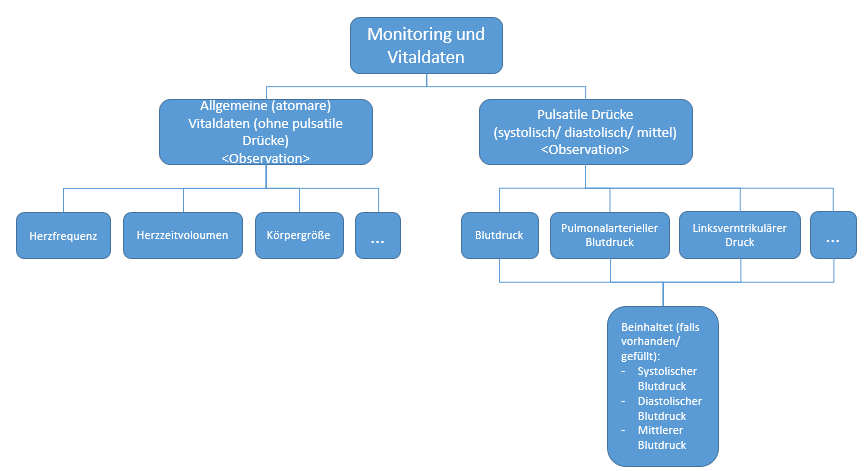 Monitoring und
Vitaldaten
Allgemeine (atomare)
Vitaldaten (ohne pulsatile
Drücke)
<Observation>
Pulsatile Drücke
(systolisch/ diastolisch/ mittel)
<Observation>
Herzfrequenz
Herzzeitvoloumen
Körpergröße
...
Blutdruck
Pulmonalarterieller
Blutdruck
Linksverntrikulärer
Druck
...
Beinhaltet (falls
vorhanden/
gefüllt):
- Systolischer
Blutdruck
- Diastolischer
Blutdruck
- Mittlerer
Blutdruck